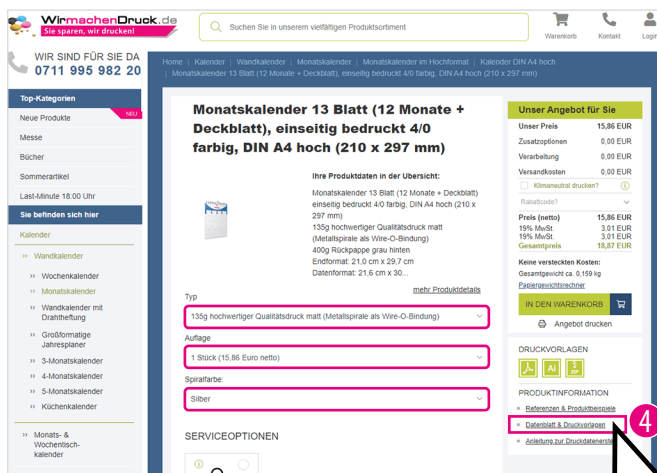 WirmachenDruck.de
Sie sparen, wir drucken!
Suchen Sie in unserem vielfältigen Produktsortiment
Warenkorb
Kontakt
Login
WIR SIND FÜR SIE DA
0711 995 982 20
Home | Kalender | Wandkalender | Monatskalender | Monatskalender im Hochformat | Kalender DIN A4 hoch
| Monatskalender 13 Blatt (12 Monate + Deckblatt), einseitig bedruckt 4/0 farbig, DIN A4 hoch (210 x 297 mm)
Top-Kategorien
Neue Produkte
NEU
Messe
Bücher
Sommerartikel
Last-Minute 18:00 Uhr
Sie befinden sich hier
Kalender
›› Wandkalender
›› Wochenkalender
›› Monatskalender
›› Wandkalender mit
Drahtheftung
›› Großformatige
Jahresplaner
›› 3-Monatskalender
›› 4-Monatskalender
›› 5-Monatskalender
›› Küchenkalender
›› Monats- &
Wochentisch-
kalender
Monatskalender 13 Blatt (12 Monate +
Deckblatt), einseitig bedruckt 4/0
farbig, DIN A4 hoch (210 x 297 mm)
Ihre Produktdaten in der Übersicht:
Monatskalender 13 Blatt (12 Monate + Deckblatt)
einseitig bedruckt 4/0 farbig, DIN A4 hoch (210 x
297 mm)
135g hochwertiger Qualitätsdruck matt
(Metallspirale als Wire-O-Bindung)
400g Rückpappe grau hinten
Endformat: 21,0 cm x 29,7 cm
Datenformat: 21,6 cm x 30...
mehr Produktdetails
Typ
135g hochwertiger Qualitätsdruck matt (Metallspirale als Wire-O-Bindung)
Auflage
1 Stück (15,86 Euro netto)
Spiralfarbe:
Silber
SERVICEOPTIONEN
Unser Angebot für Sie
Unser Preis 15,86 EUR
Zusatzoptionen 0,00 EUR
Verarbeitung 0,00 EUR
Versandkosten 0,00 EUR
Klimaneutral drucken?
Rabattcode?
Preis (netto) 15,86 EUR
19% MwSt. 3,01 EUR
19% MwSt. 3,01 EUR
Gesamtpreis 18,87 EUR
Keine versteckten Kosten:
Gesamtgewicht ca. 0,159 kg
Papiergewichtsrechner
IN DEN WARENKORB
Angebot drucken
DRUCKVORLAGEN
Ai
ZIP
PRODUKTINFORMATION
Referenzen & Produktbeispiele
Datenblatt & Druckvorlagen
4
Anleitung zur Druckdatenerste